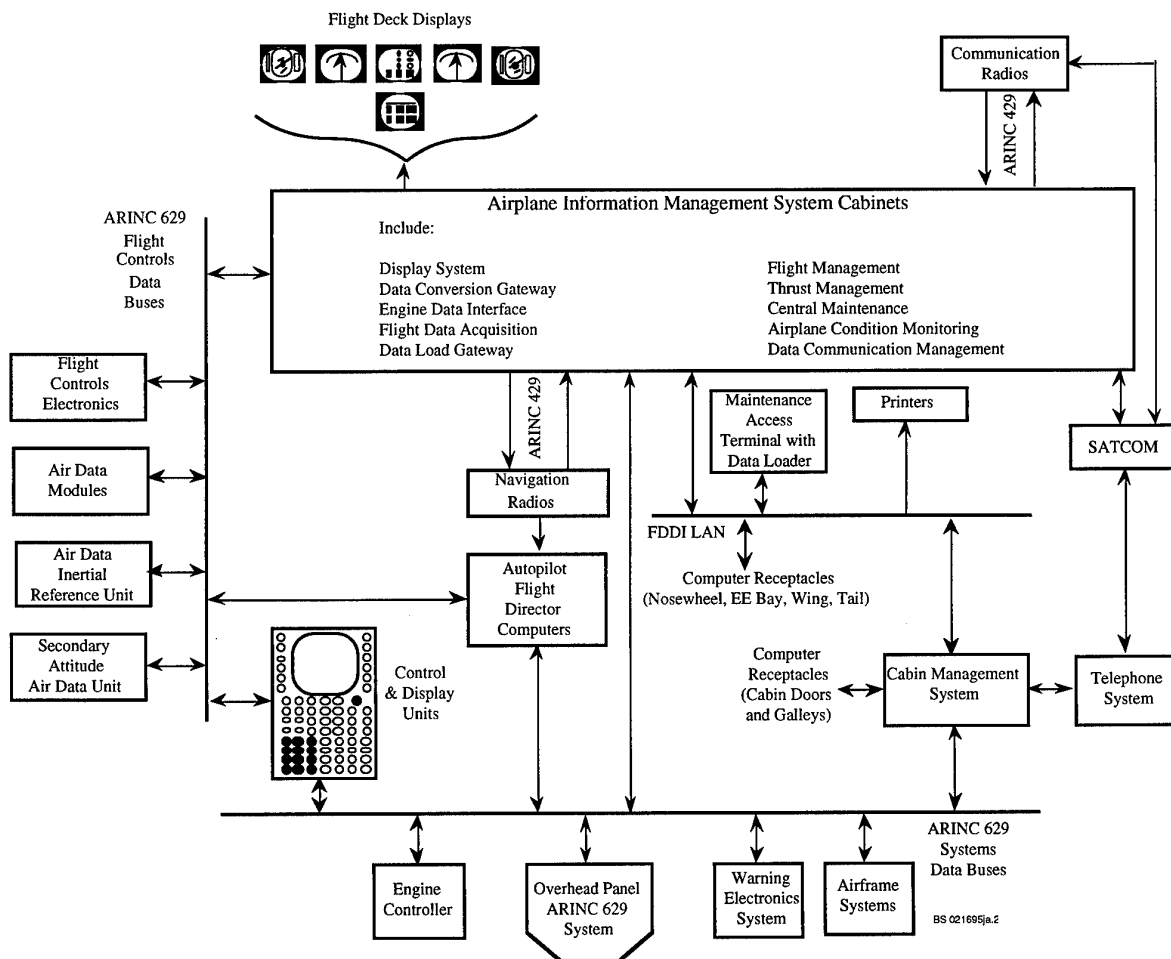 Flight Deck Displays
Communication
Radios
ARINC 429
Airplane Information Management System Cabinets
Include:
Display System
Data Conversion Gateway
Engine Data Interface
Flight Data Acquisition
Data Load Gateway
Flight Management
Thrust Management
Central Maintenance
Airplane Condition Monitoring
Data Communication Management
ARINC 629
Flight
Controls
Data
Buses
Flight
Controls
Electronics
Air Data
Modules
Air Data
Inertial
Reference Unit
Secondary
Attitude
Air Data Unit
ARINC 429
Navigation
Radios
Autopilot
Flight
Director
Computers
Control
& Display
Units
Maintenance
Access
Terminal with
Data Loader
Printers
SATCOM
FDDI LAN
Computer Receptacles
(Nosewheel, EE Bay, Wing, Tail)
Computer
Receptacles
(Cabin Doors
and Galleys)
Cabin Management
System
Telephone
System
ARINC 629
Systems
Data Buses
Engine
Controller
Overhead Panel
ARINC 629
System
Warning
Electronics
System
Airframe
Systems
BS 021695ja.2